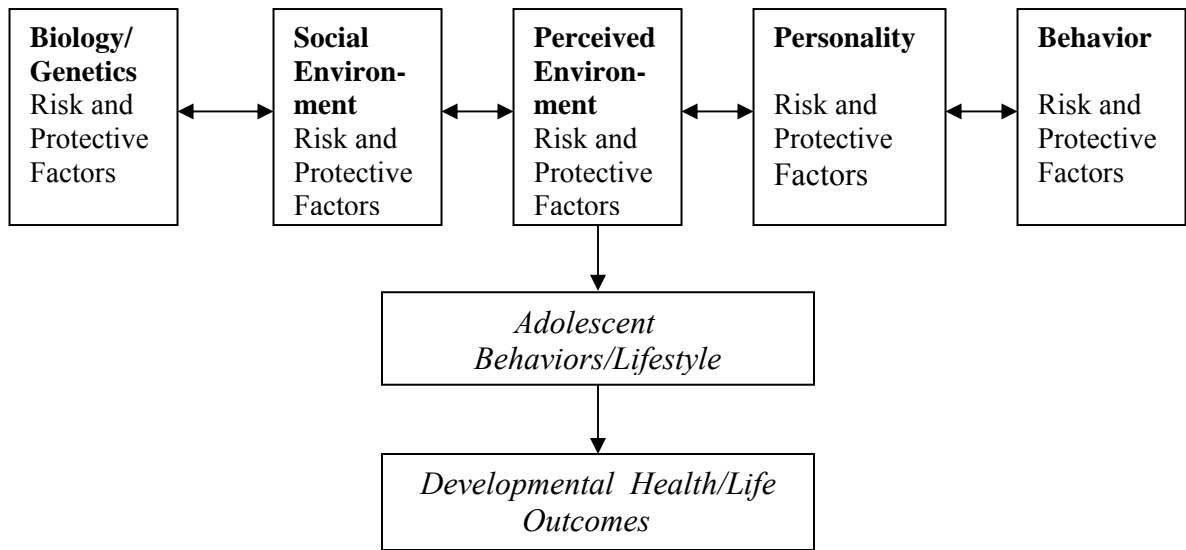 Biology/
Genetics
Risk and
Protective
Factors
Social
Environ-
ment
Risk and
Protective
Factors
Perceived
Environ-
ment
Risk and
Protective
Factors
Personality
Risk and
Protective
Factors
Behavior
Risk and
Protective
Factors
Adolescent
Behaviors/Lifestyle
Developmental Health/Life
Outcomes